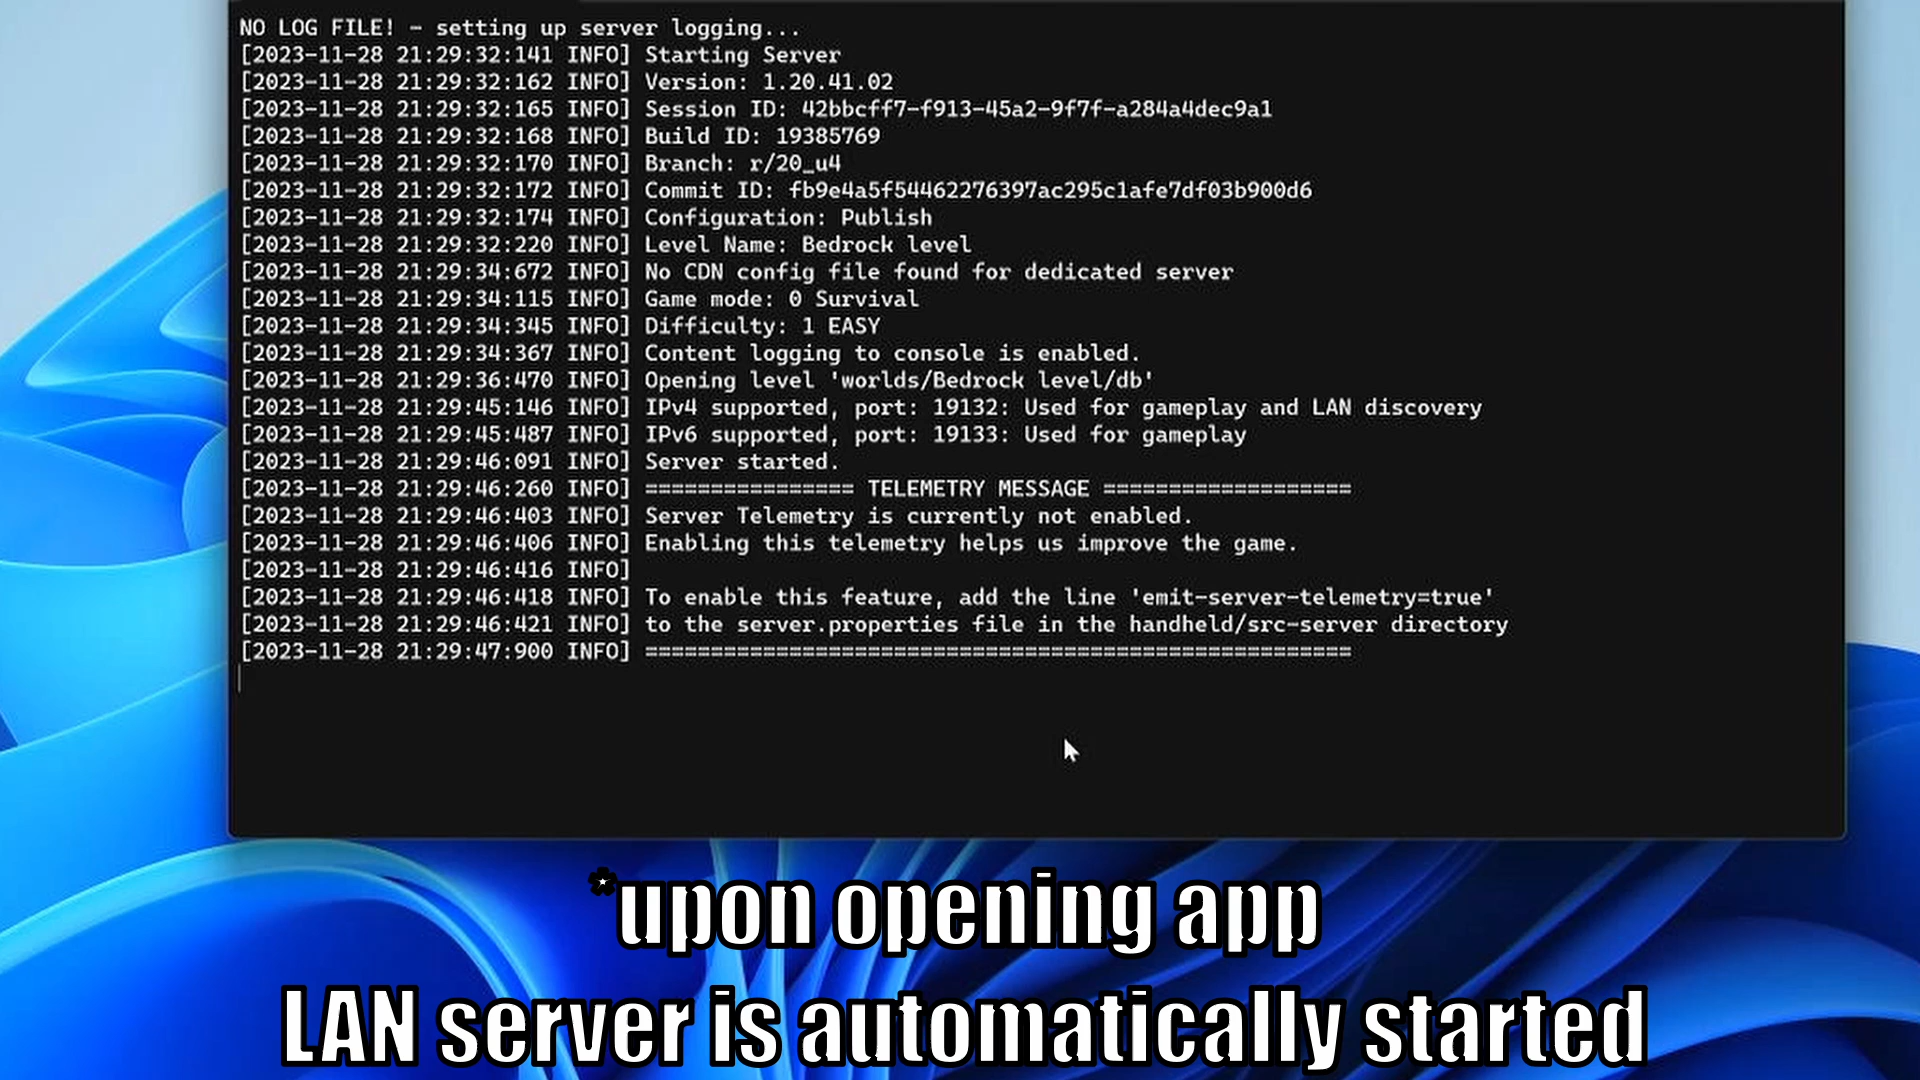 NO LOG FILE! - setting up server logging...
[2023-11-28 21:29:32:141 INFO] Starting Server
[2023-11-28 21:29:32:162 INFO] Version: 1.20.41.02
[2023-11-28 21:29:32:165 INFO] Session ID: 42bbcff7-f913-45a2-9f7f-a284a4dec9a1
[2023-11-28 21:29:32:168 INFO] Build ID: 19385769
[2023-11-28 21:29:32:170 INFO] Branch: r/20_u4
[2023-11-28 21:29:32:172 INFO] Commit ID: fb9e4a5f54462276397ac295c1afe7df03b900d6
[2023-11-28 21:29:32:174 INFO] Configuration: Publish
[2023-11-28 21:29:32:220 INFO] Level Name: Bedrock level
[2023-11-28 21:29:34:672 INFO] No CDN config file found for dedicated server
[2023-11-28 21:29:34:115 INFO] Game mode: 0 Survival
[2023-11-28 21:29:34:345 INFO] Difficulty: 1 EASY
[2023-11-28 21:29:34:367 INFO] Content logging to console is enabled.
[2023-11-28 21:29:36:470 INFO] Opening level 'worlds/Bedrock level/db'
[2023-11-28 21:29:45:146 INFO] IPv4 supported, port: 19132: Used for gameplay and LAN discovery
[2023-11-28 21:29:45:487 INFO] IPv6 supported, port: 19133: Used for gameplay
[2023-11-28 21:29:46:091 INFO] Server started.
[2023-11-28 21:29:46:260 INFO] ================ TELEMETRY MESSAGE ===================
[2023-11-28 21:29:46:403 INFO] Server Telemetry is currently not enabled.
[2023-11-28 21:29:46:406 INFO] Enabling this telemetry helps us improve the game.
[2023-11-28 21:29:46:416 INFO]
[2023-11-28 21:29:46:418 INFO] To enable this feature, add the line 'emit-server-telemetry=true'
[2023-11-28 21:29:46:421 INFO] to the server.properties file in the handheld/src-server directory
[2023-11-28 21:29:47:900 INFO] ======================================================
*upon opening app
LAN server is automatically started